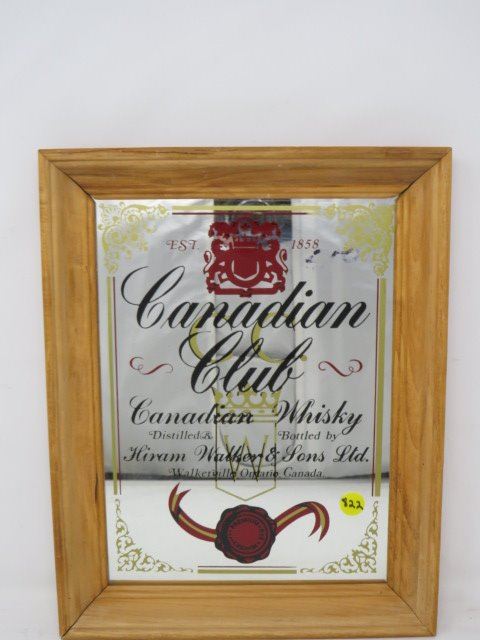 EST. 1858
Canadian
C.C.
Club
Canadian Whisky
Distilled & Bottled by
Hiram Walker & Sons Ltd.
Walkerville Ontario Canada
W
822